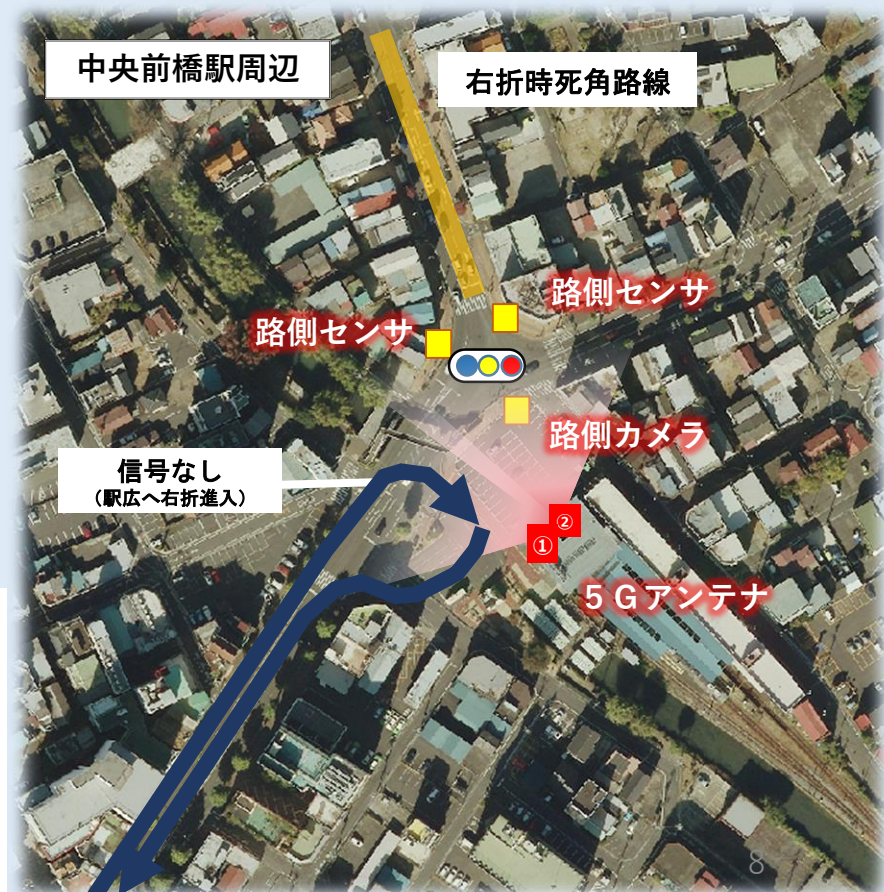 中央前橋駅周辺
右折時死角路線
路側センサ
路側センサ
路側カメラ
信号なし
（駅広へ右折進入）
②
①
５Ｇアンテナ
8